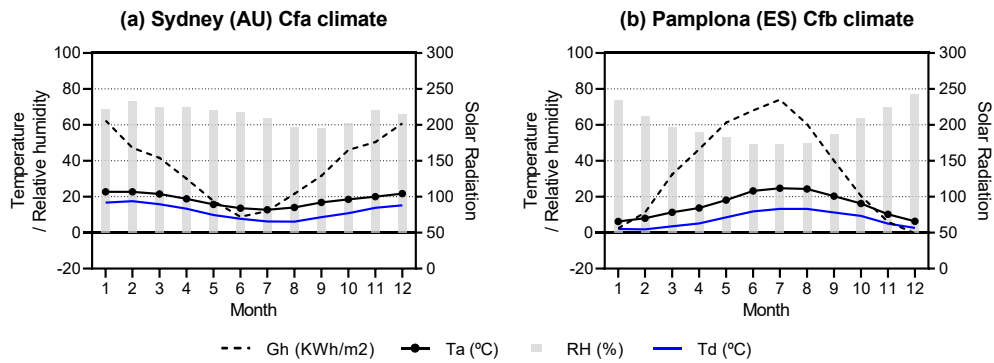 (a) Sydney (AU) Cfa climate
100
80
60
40
20
0
-20
300
250
200
150
100
50
0
1 2 3 4 5 6 7 8 9 10 11 12
Month
Temperature
/ Relative humidity
Solar Radiation
(b) Pamplona (ES) Cfb climate
100
80
60
40
20
0
-20
300
250
200
150
100
50
0
1 2 3 4 5 6 7 8 9 10 11 12
Month
Temperature
/ Relative humidity
Solar Radiation
Gh (KWh/m2) Ta (ºC) RH (%) Td (ºC)